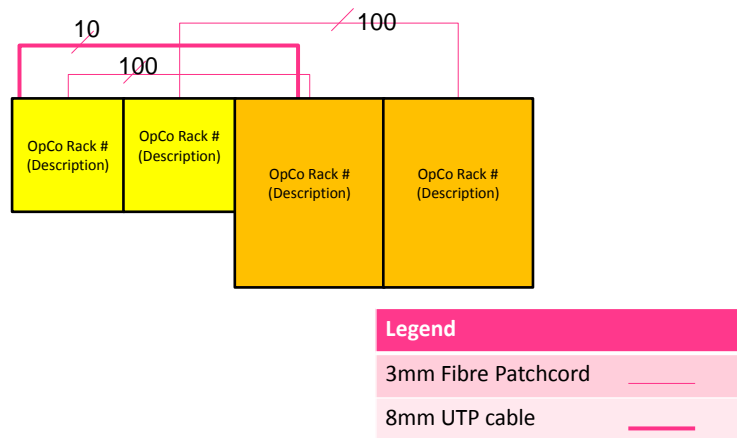 10
100
100
OpCo Rack #
(Description)
OpCo Rack #
(Description)
OpCo Rack #
(Description)
OpCo Rack #
(Description)
Legend
3mm Fibre Patchcord
8mm UTP cable